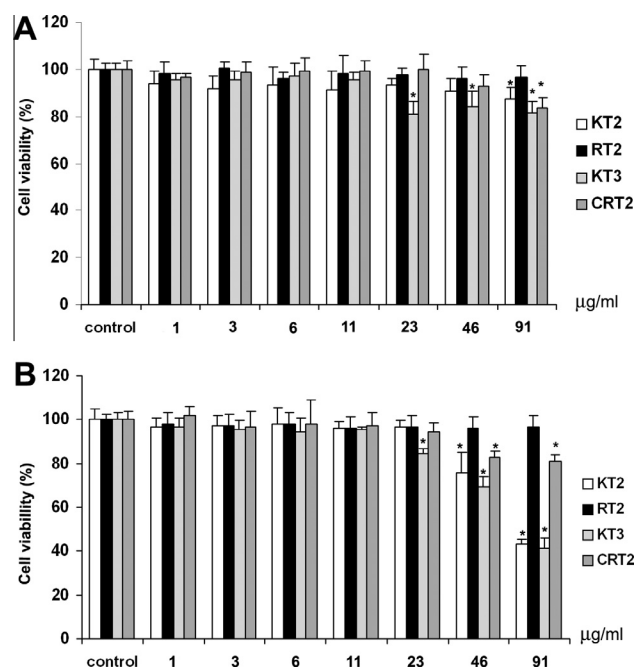 A
Cell viability (%)
120
100
80
60
40
20
0
control 1 3 6 11 23 46 91
µg/ml
* * * * *
KT2
RT2
KT3
CRT2
B
Cell viabillity (%)
120
100
80
60
40
20
0
control 1 3 6 11 23 46 91
µg/ml
* * * * * * *
KT2
RT2
KT3
CRT2